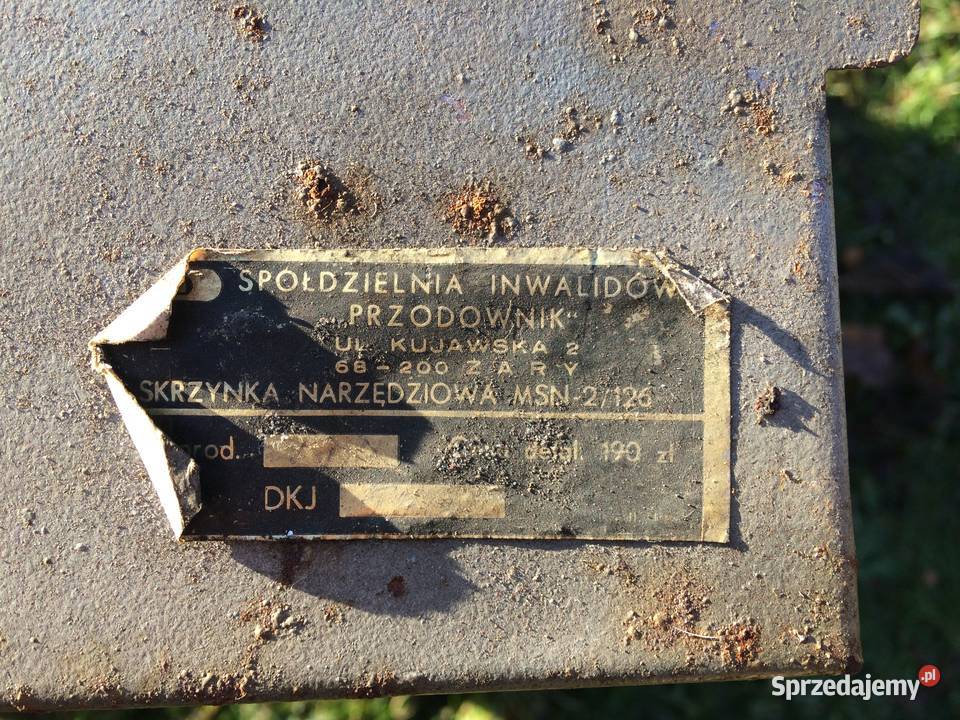 SPÓŁDZIELNIA INWALIDÓW
„PRZODOWNIK"
UL. KUJAWSKA 2
68-200 ŻARY
SKRZYNKA NARZĘDZIOWA MSN-2/126
prod. detal. 190 zł
DKJ
Sprzedajemy.pl